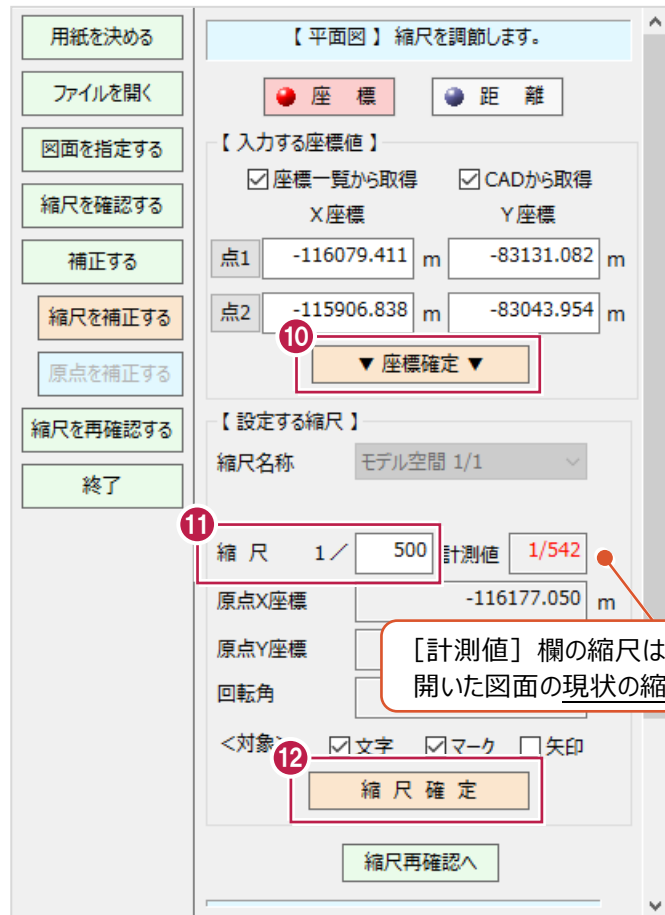 用紙を決める
ファイルを開く
図面を指定する
縮尺を確認する
補正する
縮尺を補正する
原点を補正する
縮尺を再確認する
終了
【 平面図 】 縮尺を調節します。
座 標 距 離
【 入力する座標値 】
座標一覧から取得 CADから取得
X座標 Y座標
点1 -116079.411 m -83131.082 m
点2 -115906.838 m -83043.954 m
10
▼ 座標確定 ▼
【 設定する縮尺 】
縮尺名称 モデル空間 1/1
11
縮 尺 1/ 500 計測値 1/542
原点X座標 -116177.050 m
原点Y座標
回転角
［計測値］欄の縮尺は
開いた図面の現状の縮
<対象> 文字 マーク 矢印
12
縮 尺 確 定
縮尺再確認へ